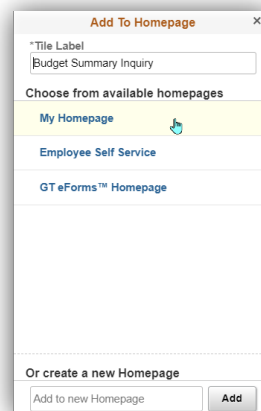 Add To Homepage ×
*Tile Label
Budget Summary Inquiry
Choose from available homepages
My Homepage
Employee Self Service
GT eForms™ Homepage
Or create a new Homepage
Add to new Homepage Add